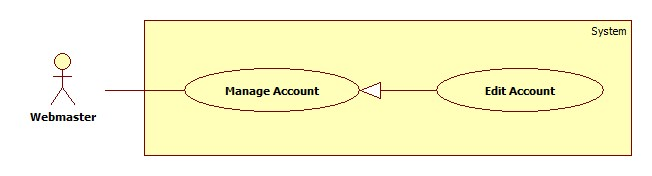 System
Manage Account
Edit Account
Webmaster